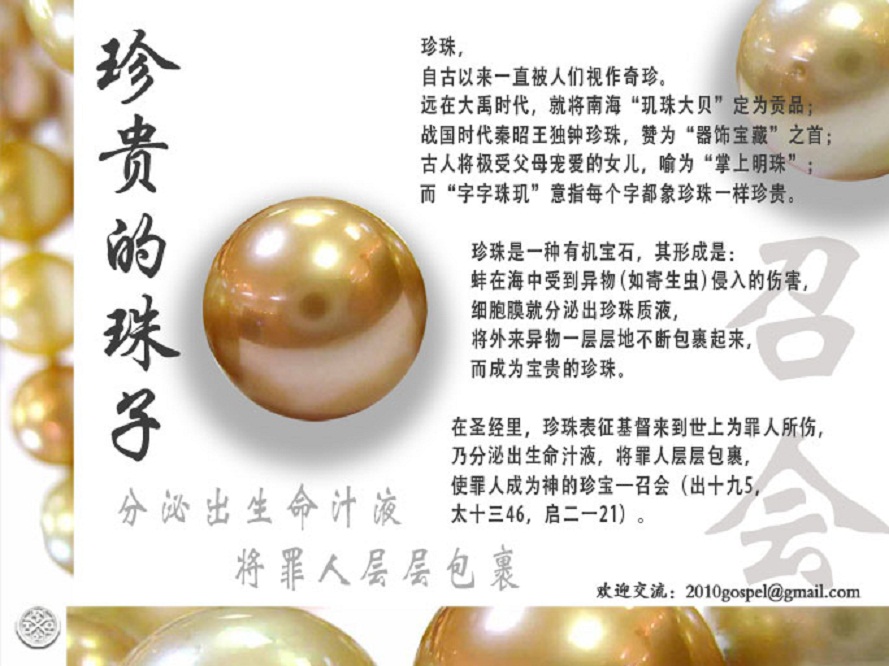 珍贵的珠子
珍珠，
自古以来一直被人们视作奇珍。
远在大禹时代，就将南海“玑珠大贝”定为贡品；
战国时代秦昭王独钟珍珠，赞为“器饰宝藏”之首；
古人将极受父母宠爱的女儿，喻为“掌上明珠”；
而“字字珠玑”意指每个字都象珍珠一样珍贵。
珍珠是一种有机宝石，其形成是：
蚌在海中受到异物(如寄生虫)侵入的伤害，
细胞膜就分泌出珍珠质液，
将外来异物一层层地不断包裹起来，
而成为宝贵的珍珠。
召会
在圣经里，珍珠表征基督来到世上为罪人所伤，
乃分泌出生命汁液，将罪人层层包裹，
使罪人成为神的珍宝—召会（出十九5，
太十三46，启二一21）。
分泌出生命汁液
将罪人层层包裹
欢迎交流：2010gospel@gmail.com